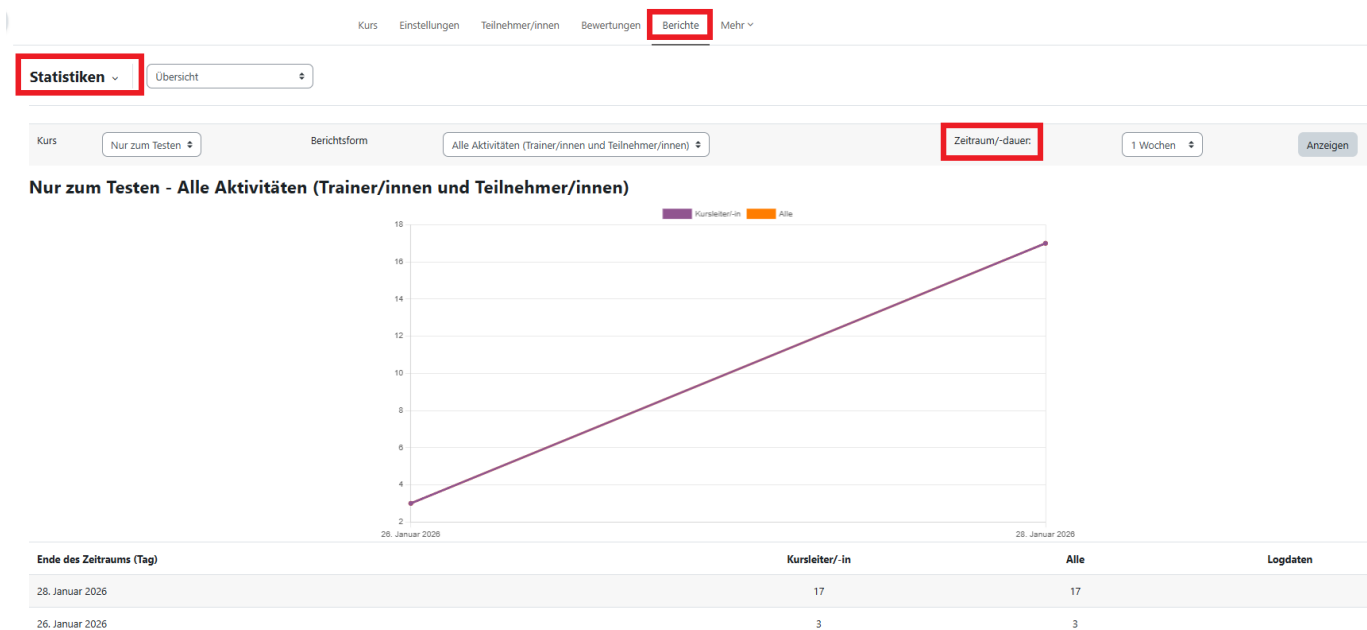 Kurs Einstellungen Teilnehmer/innen Bewertungen Berichte Mehr
Statistiken Übersicht
Kurs Nur zum Testen Berichtsform Alle Aktivitäten (Trainer/innen und Teilnehmer/innen) Zeitraum/-dauer: 1 Wochen Anzeigen
Nur zum Testen - Alle Aktivitäten (Trainer/innen und Teilnehmer/innen)
Kursleiter/-in Alle
18
16
14
12
10
8
6
4
2
26. Januar 2026 28. Januar 2026
Ende des Zeitraums (Tag) Kursleiter/-in Alle Logdaten
28. Januar 2026 17 17
26. Januar 2026 3 3